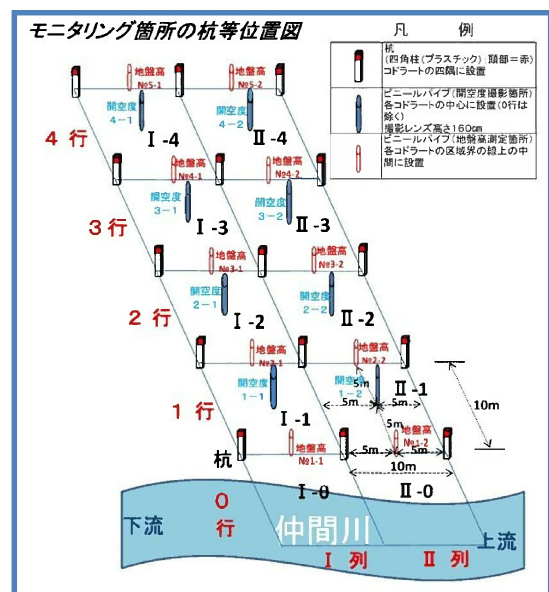 モニタリング箇所の杭等位置図
凡 例
杭
(四角柱(プラスチック):頭部=赤)
コドラートの四隅に設置
ビニールパイプ(開空度撮影箇所)
各コドラートの中心に設置(0行は
除く)
撮影レンズ高さ160㎝
ビニールパイプ(地盤高測定箇所)
各コドラートの区域界の線上の中
間に設置
地盤高
№5-1
地盤高
№5-2
開空度
4-1
開空度
4-2
4行
Ⅰ-4
Ⅱ-4
地盤高
№4-1
地盤高
№4-2
開空度
3-1
開空度
3-2
3行
Ⅰ-3
Ⅱ-3
地盤高
№3-1
地盤高
№3-2
開空度
2-1
開空度
2-2
2行
Ⅰ-2
Ⅱ-2
地盤高
№2-1
地盤高
№2-2
開空度
1-1
開空度
1-2
5m
Ⅱ-1
5m
5m
10m
1行
Ⅰ-1
5m
地盤高
№1-1
地盤高
№1-2
5m
5m
杭
10m
Ⅰ-0
Ⅱ-0
0
行
下流
仲間川
上流
Ⅰ 列
Ⅱ 列